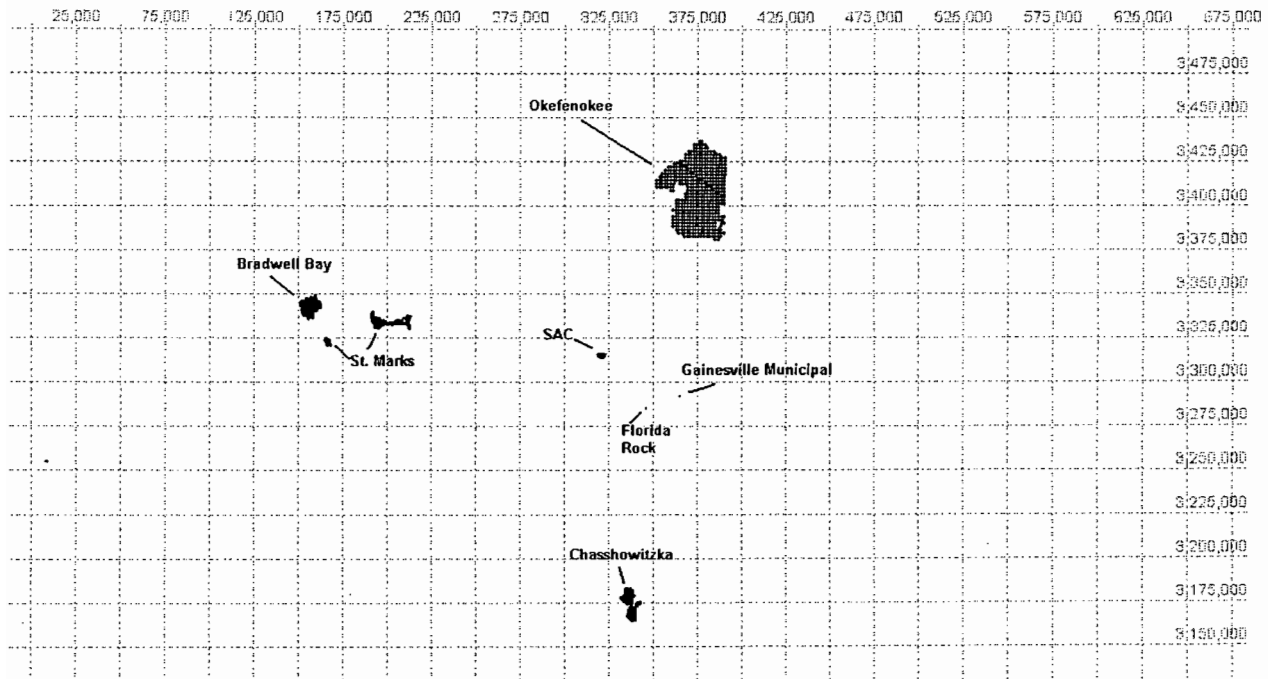 25,000 75,000 125,000 175,000 225,000 275,000 325,000 375,000 425,000 475,000 525,000 575,000 625,000 675,000
3,475,000
Okefenokee
3,450,000
3,425,000
3,400,000
3,375,000
Bradwell Bay
3,350,000
3,325,000
SAC
St. Marks
Gainesville Municipal
3,300,000
3,275,000
Florida
Rock
3,250,000
3,225,000
Chasshowitzka
3,200,000
3,175,000
3,150,000